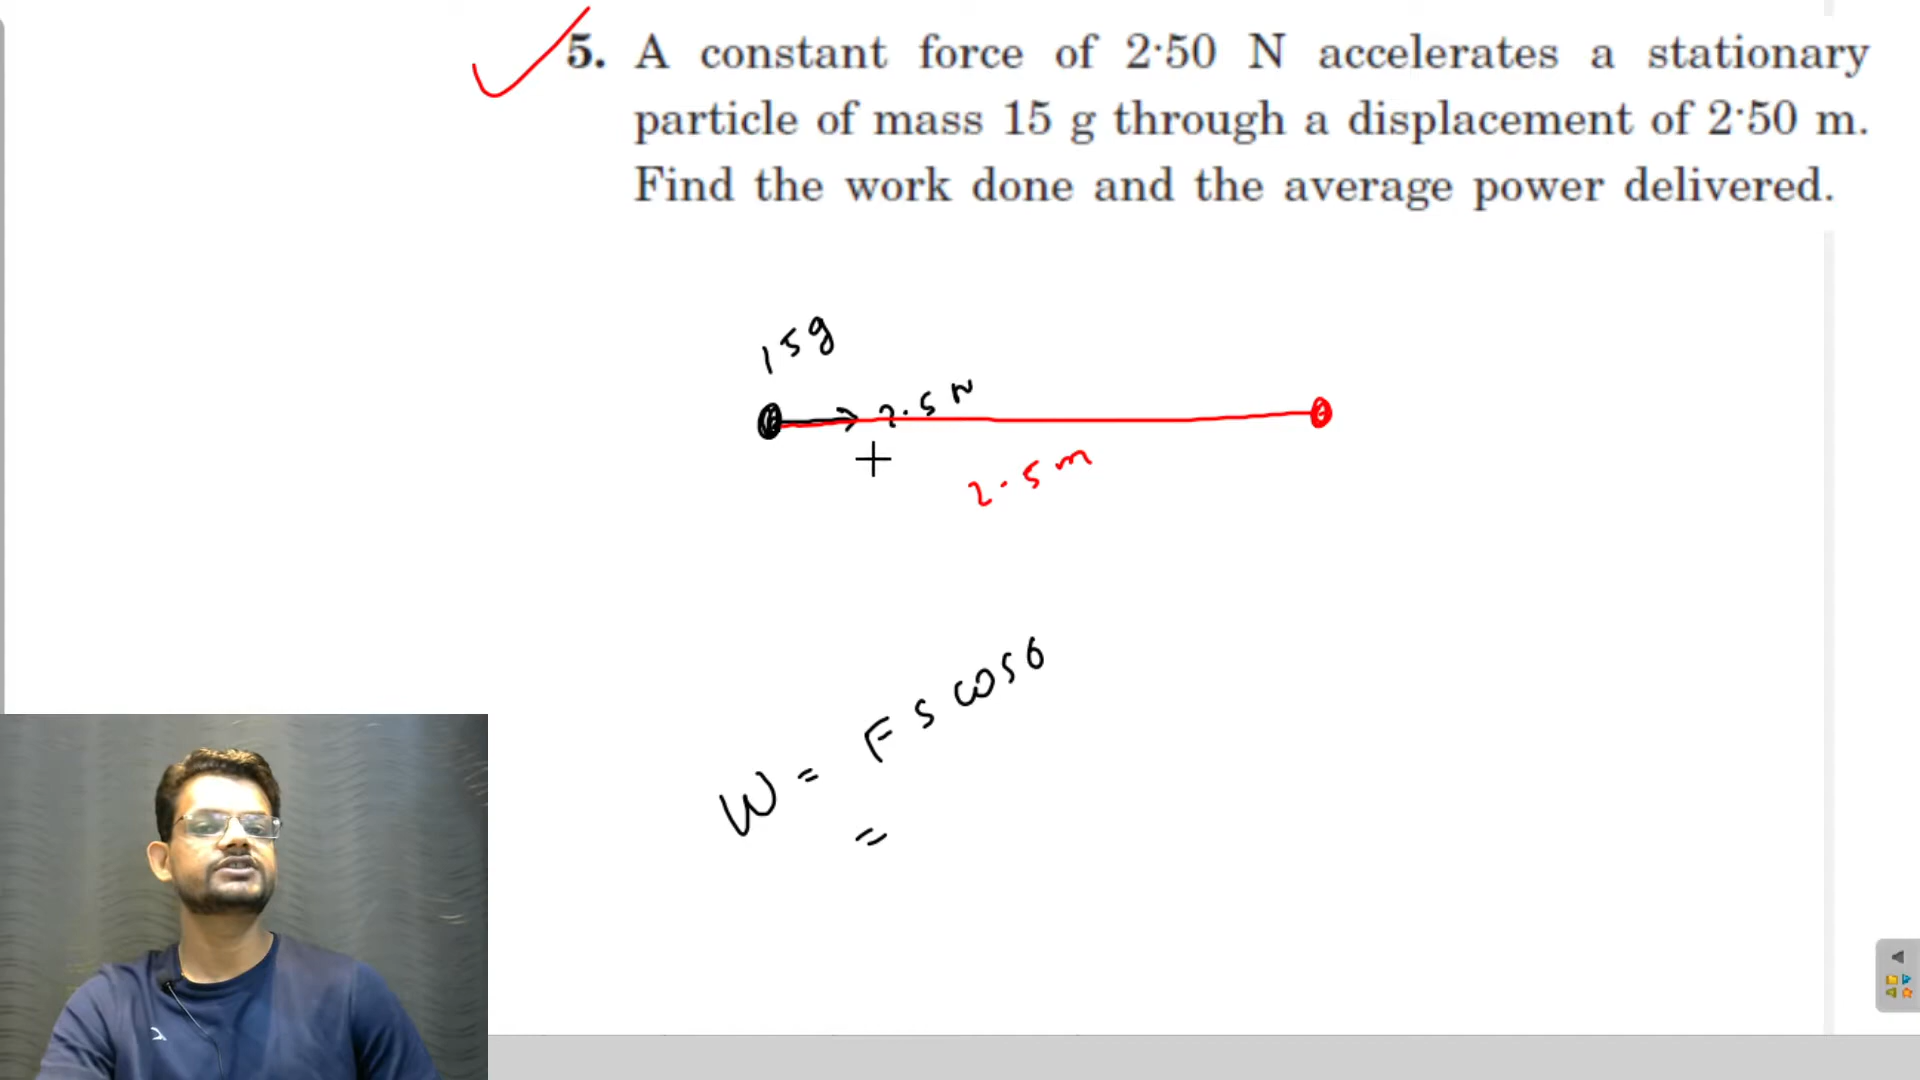 5. A constant force of 2·50 N accelerates a stationary
particle of mass 15 g through a displacement of 2·50 m.
Find the work done and the average power delivered.
15g
2.5 N
2.5 m
W = F s cosθ
=